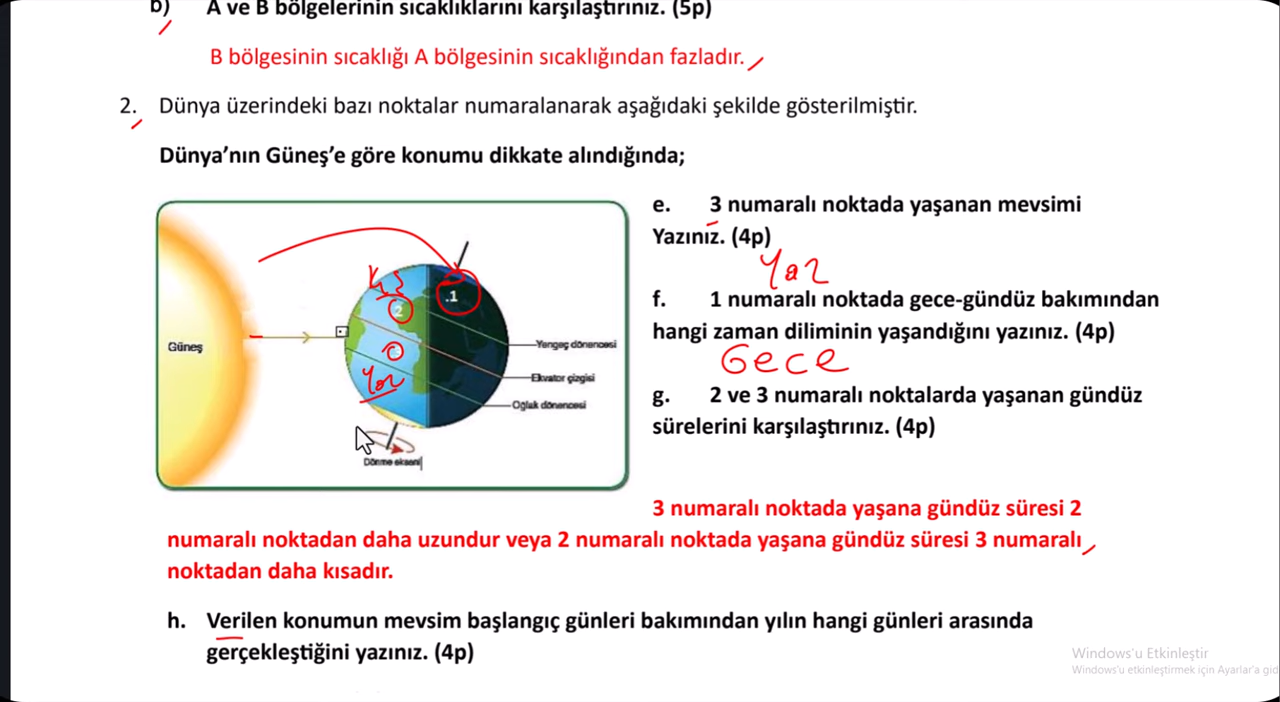 b) A ve B bölgelerinin sıcaklıklarını karşılaştırınız. (5p)
B bölgesinin sıcaklığı A bölgesinin sıcaklığından fazladır.
2. Dünya üzerindeki bazı noktalar numaralanarak aşağıdaki şekilde gösterilmiştir.
Dünya’nın Güneş’e göre konumu dikkate alındığında;
Güneş
Kış
.1
2
3
Yaz
Yengeç dönencesi
Ekvator çizgisi
Oğlak dönencesi
Dönme ekseni
e. 3 numaralı noktada yaşanan mevsimi
Yazınız. (4p)
Yaz
f. 1 numaralı noktada gece-gündüz bakımından
hangi zaman diliminin yaşandığını yazınız. (4p)
Gece
g. 2 ve 3 numaralı noktalarda yaşanan gündüz
sürelerini karşılaştırınız. (4p)
3 numaralı noktada yaşana gündüz süresi 2
numaralı noktadan daha uzundur veya 2 numaralı noktada yaşana gündüz süresi 3 numaralı
noktadan daha kısadır.
h. Verilen konumun mevsim başlangıç günleri bakımından yılın hangi günleri arasında
gerçekleştiğini yazınız. (4p)
Windows'u Etkinleştir
Windows'u etkinleştirmek için Ayarlar'a gid